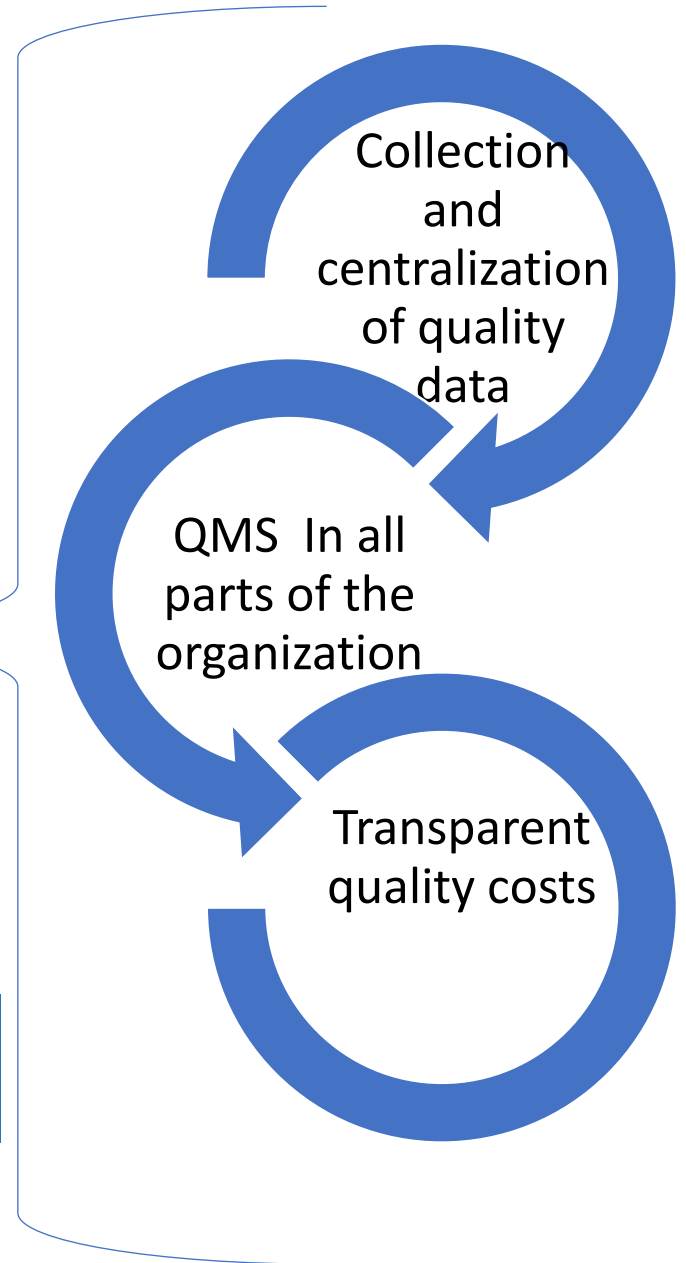 Collection
and
centralization
of quality
data
QMS  In all
parts of the
organization
Transparent
quality costs